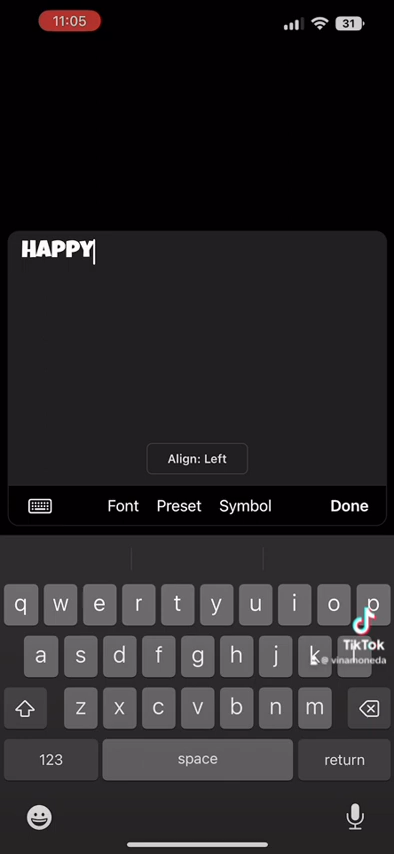 11:05
31
HAPPY
Align: Left
Font Preset Symbol Done
q w e r t y u i o p
a s d f g h j k l
TikTok
@vinamoneda
z x c v b n m
123 space return